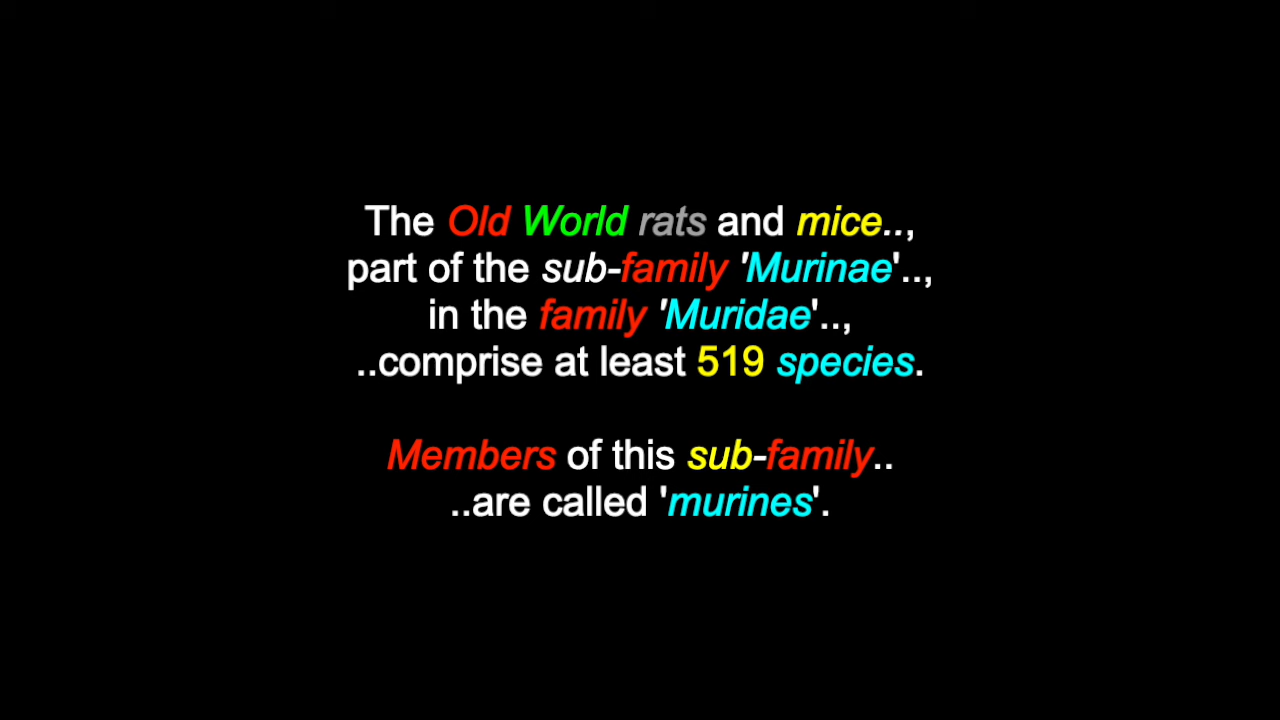 The Old World rats and mice..,
part of the sub-family 'Murinae'..,
in the family 'Muridae'..,
..comprise at least 519 species.
Members of this sub-family..
..are called 'murines'.